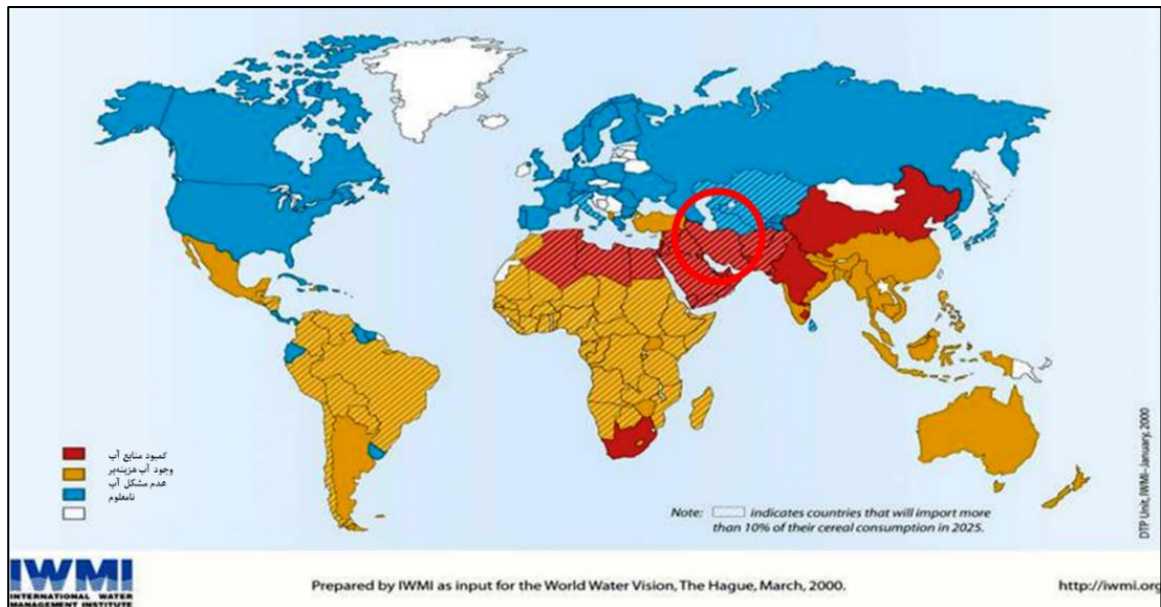 کمبود منابع آب
وجود آب هزینه‌بر
عدم مشکل آب
نامعلوم
Note: indicates countries that will import more
than 10% of their cereal consumption in 2025.
DTP Unit, IWMI- January, 2000
IWMI
INTERNATIONAL WATER
MANAGEMENT INSTITUTE
Prepared by IWMI as input for the World Water Vision, The Hague, March, 2000.
http://iwmi.org